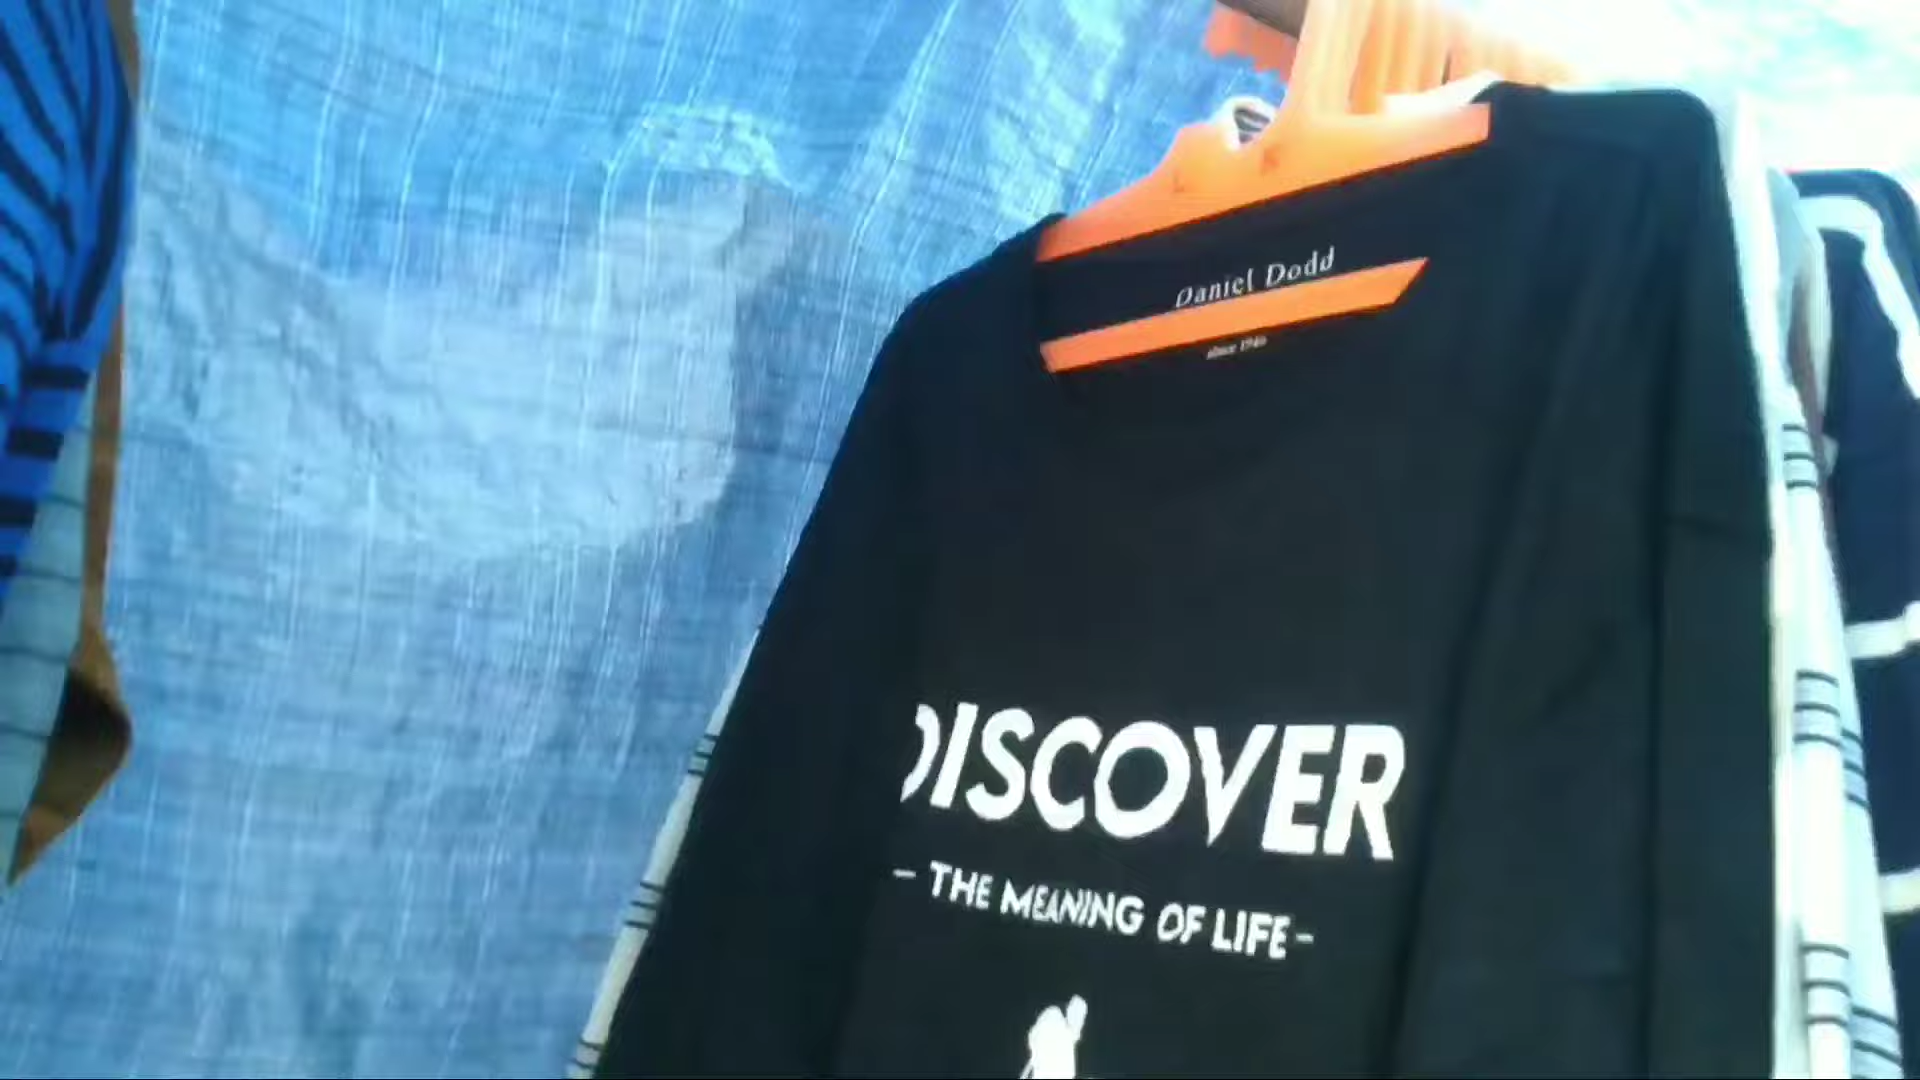 Daniel Dodd
DISCOVER
- THE MEANING OF LIFE -